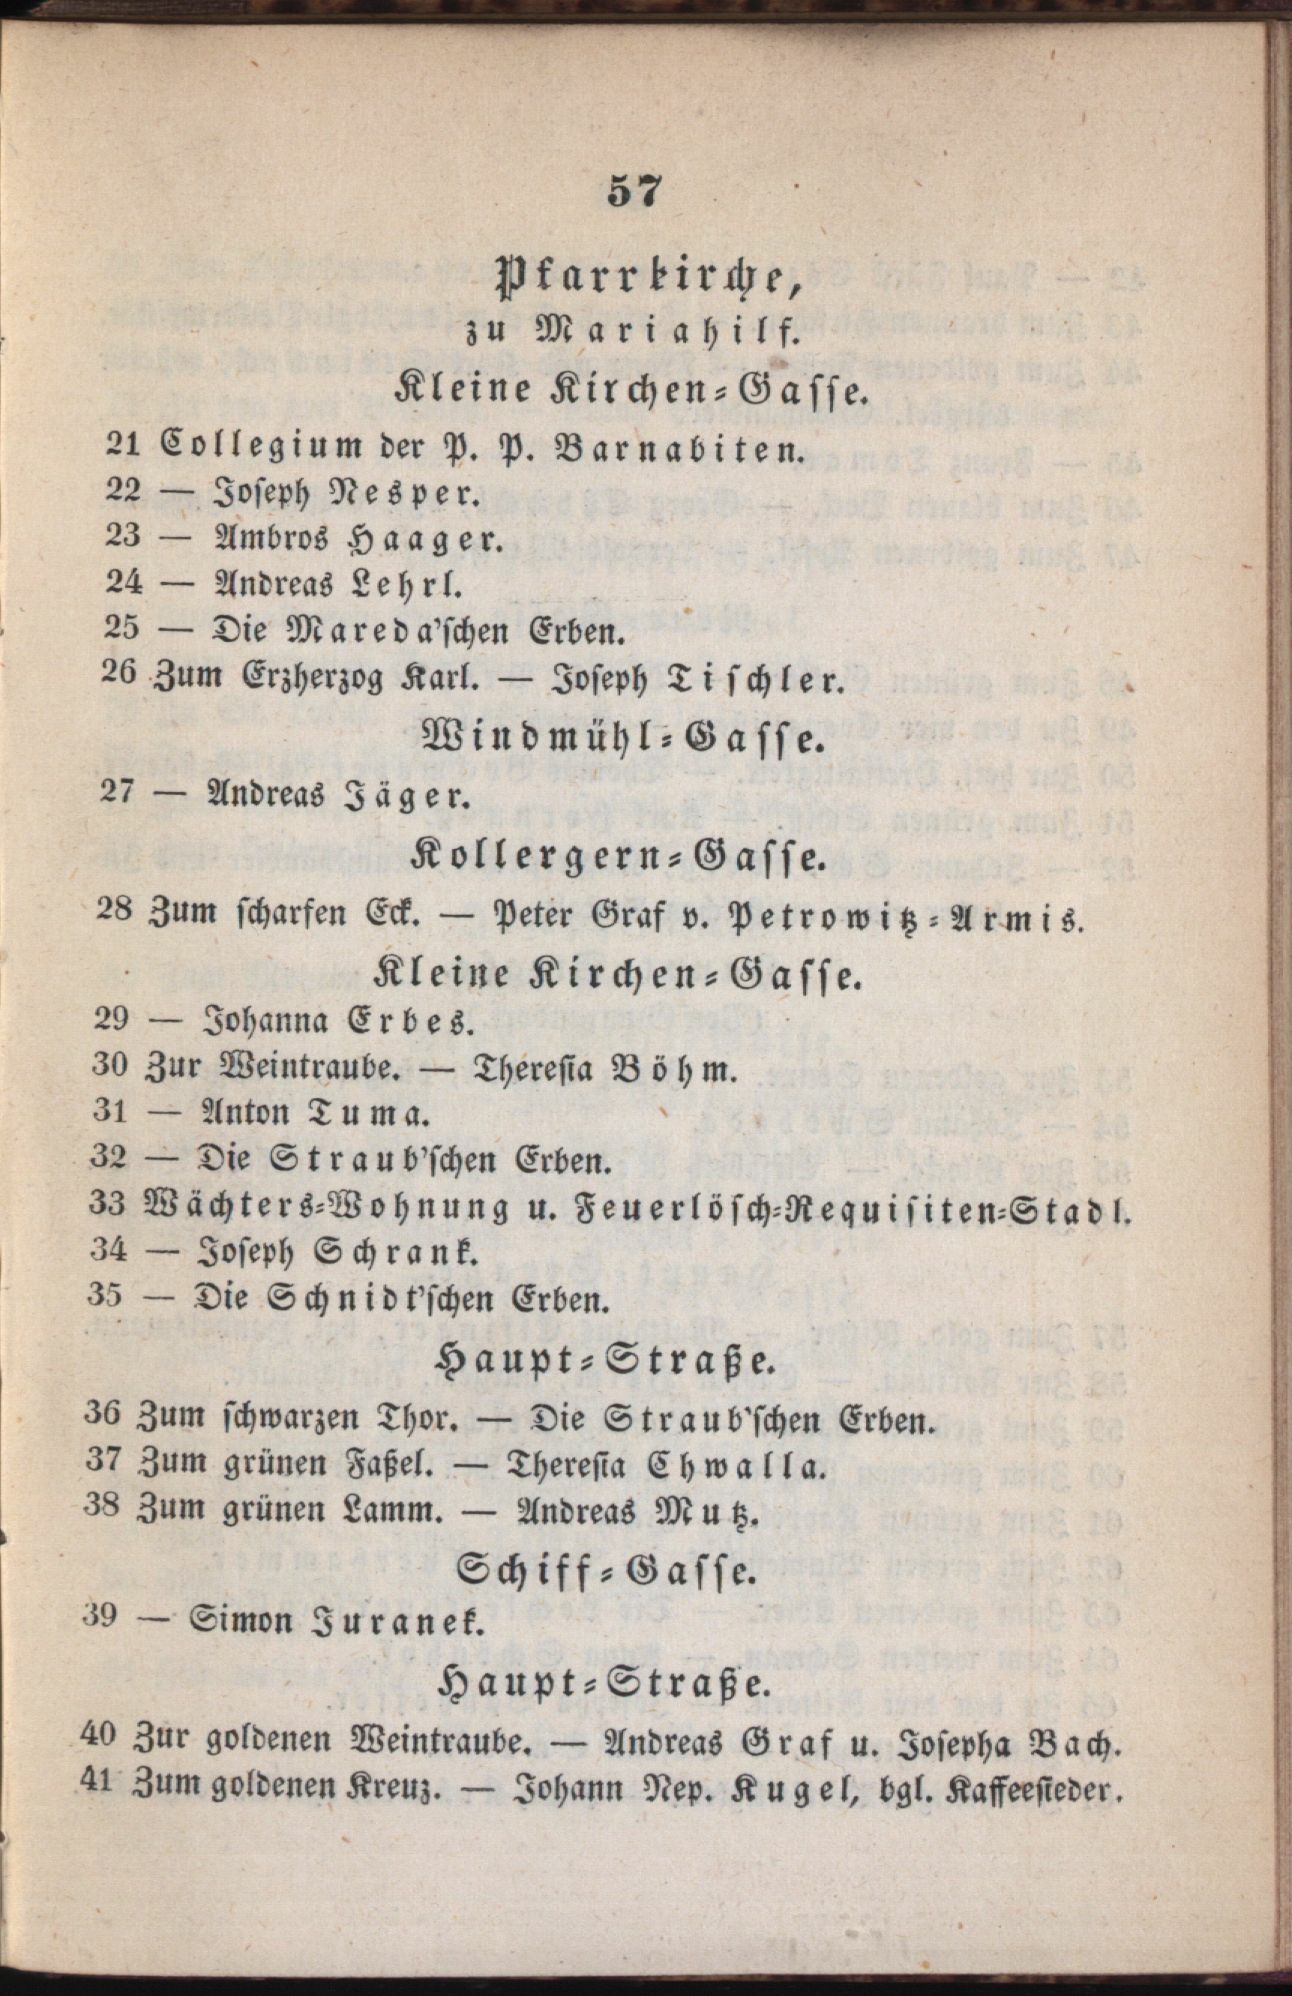 57
Pfarrkirche,
zu Mariahilf.
Kleine Kirchen-Gasse.
21 Collegium der P. P. Barnabiten.
22 — Joseph Nesper.
23 — Ambros Haager.
24 — Andreas Lehrl.
25 — Die Mareda'schen Erben.
26 Zum Erzherzog Karl. — Joseph Tischler.
Windmühl-Gasse.
27 — Andreas Jäger.
Kollergern-Gasse.
28 Zum scharfen Eck. — Peter Graf v. Petrowitz-Armis.
Kleine Kirchen-Gasse.
29 — Johanna Erbes.
30 Zur Weintraube. — Theresia Böhm.
31 — Anton Tuma.
32 — Die Straub'schen Erben.
33 Wächters-Wohnung u. Feuerlösch-Requisiten-Stadl.
34 — Joseph Schrank.
35 — Die Schnidt'schen Erben.
Haupt-Straße.
36 Zum schwarzen Thor. — Die Straub'schen Erben.
37 Zum grünen Faßel. — Theresia Chwalla.
38 Zum grünen Lamm. — Andreas Mutz.
Schiff-Gasse.
39 — Simon Juranek.
Haupt-Straße.
40 Zur goldenen Weintraube. — Andreas Graf u. Josepha Bach.
41 Zum goldenen Kreuz. — Johann Nep. Kugel, bgl. Kaffeesieder.